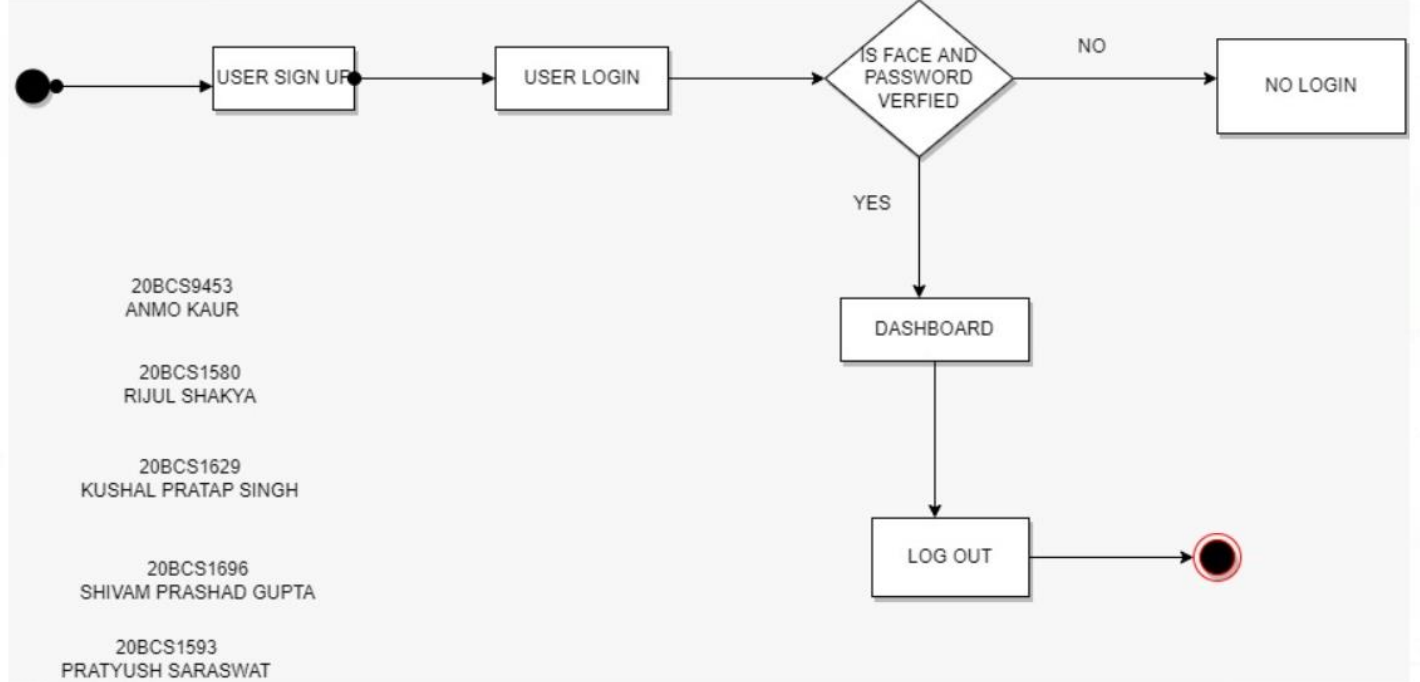 USER SIGN UP
USER LOGIN
IS FACE AND
PASSWORD
VERFIED
NO
NO LOGIN
YES
DASHBOARD
LOG OUT
20BCS9453
ANMO KAUR
20BCS1580
RIJUL SHAKYA
20BCS1629
KUSHAL PRATAP SINGH
20BCS1696
SHIVAM PRASHAD GUPTA
20BCS1593
PRATYUSH SARASWAT